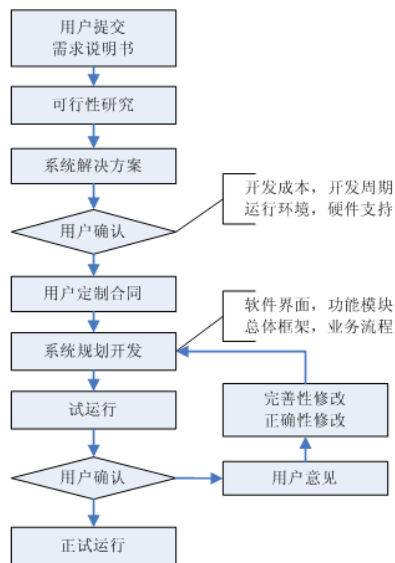 用户提交
需求说明书
可行性研究
系统解决方案
用户确认
开发成本，开发周期
运行环境，硬件支持
用户定制合同
系统规划开发
软件界面，功能模块
总体框架，业务流程
试运行
完善性修改
正确性修改
用户确认
用户意见
正试运行